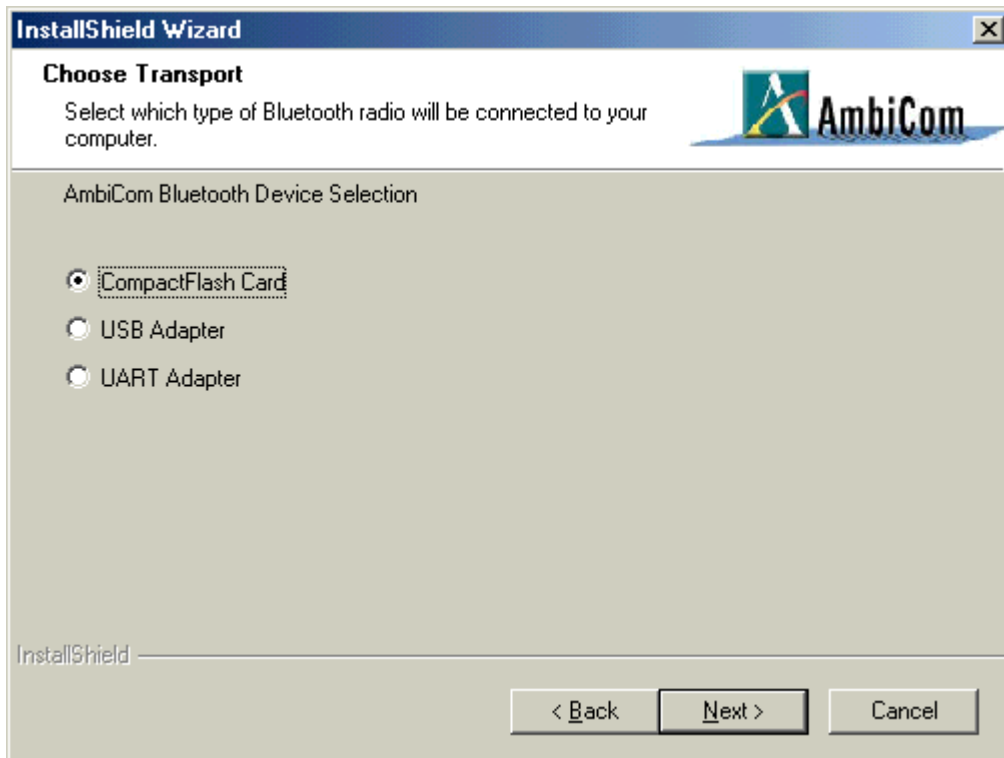 InstallShield Wizard
Choose Transport
Select which type of Bluetooth radio will be connected to your
computer.
AmbiCom
AmbiCom Bluetooth Device Selection
CompactFlash Card
USB Adapter
UART Adapter
InstallShield
< Back
Next >
Cancel